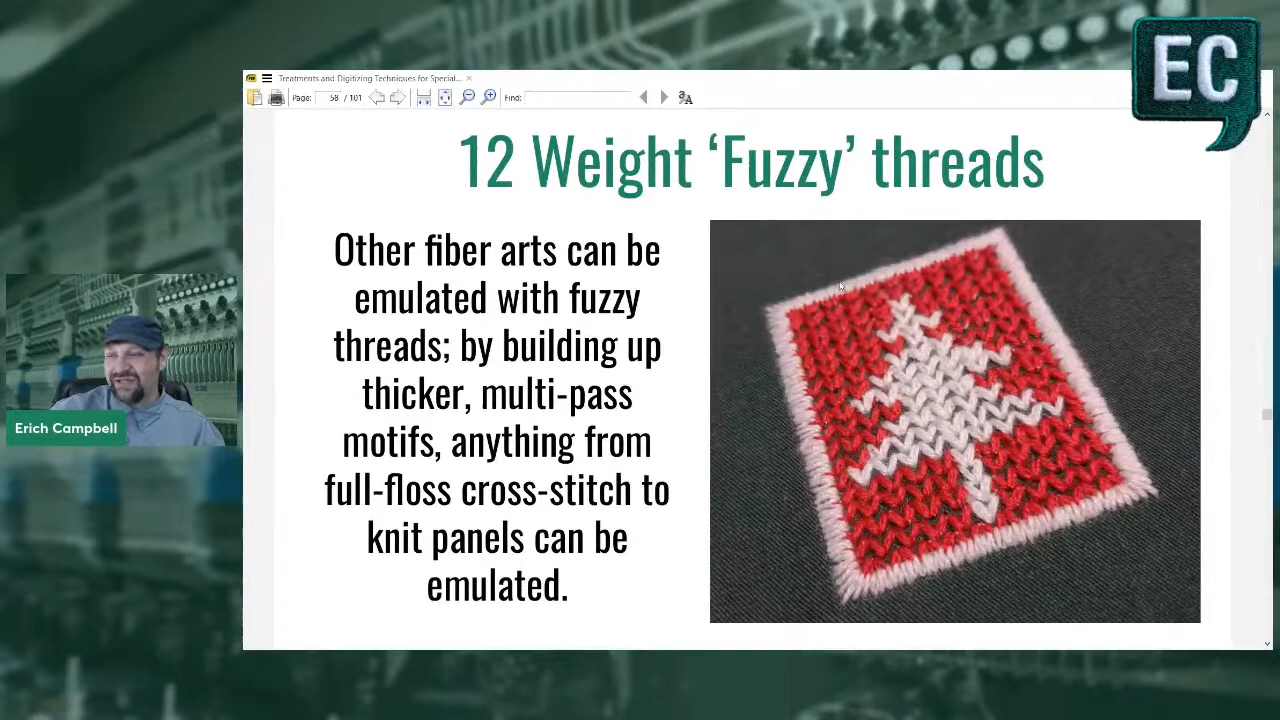 EC
Treatments and Digitizing Techniques for Special...
Page: 58 / 101
Find:
12 Weight ‘Fuzzy’ threads
Other fiber arts can be
emulated with fuzzy
threads; by building up
thicker, multi-pass
motifs, anything from
full-floss cross-stitch to
knit panels can be
emulated.
Erich Campbell